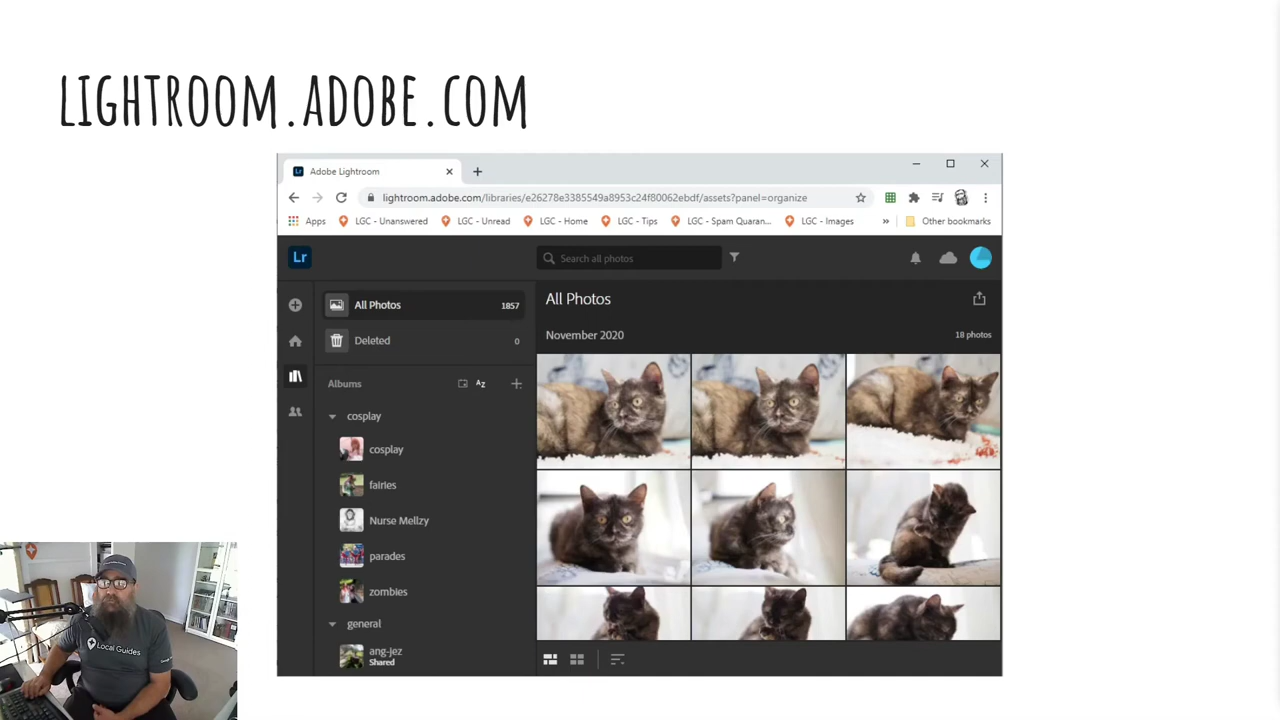 LIGHTROOM.ADOBE.COM
Lr Adobe Lightroom
lightroom.adobe.com/libraries/e26278e3385549a8953c24f80062ebdf/assets?panel=organize
Apps LGC - Unanswered LGC - Unread LGC - Home LGC - Tips LGC - Spam Quaran... LGC - Images » Other bookmarks
Lr Search all photos
All Photos 1857
All Photos
Deleted 0
November 2020 18 photos
Albums AZ
cosplay
cosplay
fairies
Nurse Mellzy
parades
zombies
general
ang-jez
Shared
Local Guides